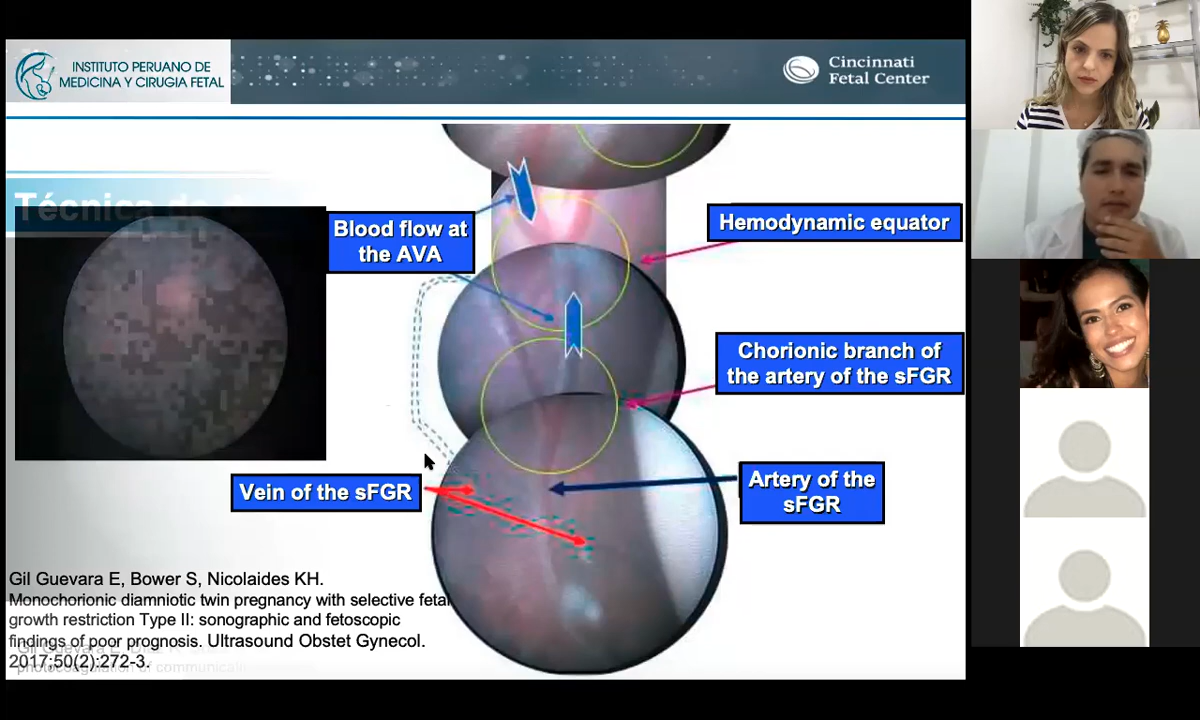 INSTITUTO PERUANO DE
MEDICINA Y CIRUGIA FETAL
Cincinnati
Fetal Center
Técnica de
Blood flow at
the AVA
Hemodynamic equator
Chorionic branch of
the artery of the sFGR
Vein of the sFGR
Artery of the
sFGR
Gil Guevara E, Bower S, Nicolaides KH.
Monochorionic diamniotic twin pregnancy with selective fetal
growth restriction Type II: sonographic and fetoscopic
findings of poor prognosis. Ultrasound Obstet Gynecol.
2017;50(2):272-3.